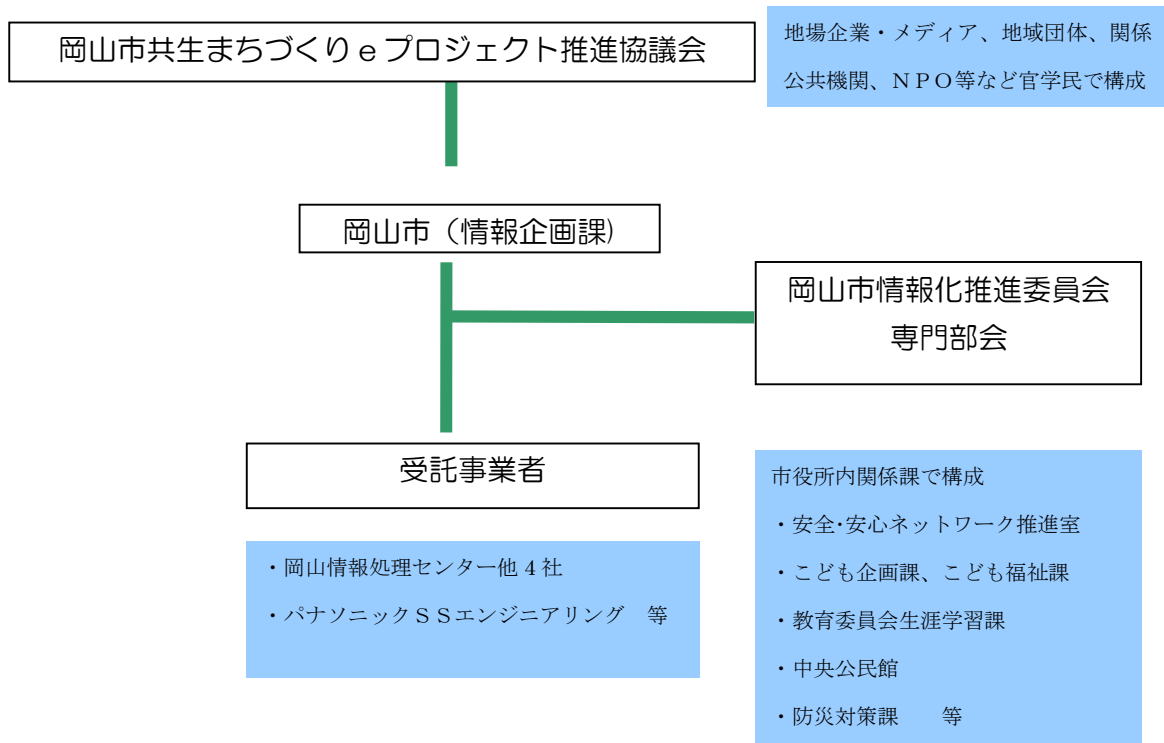 岡山市共生まちづくりｅプロジェクト推進協議会
地場企業・メディア、地域団体、関係
公共機関、ＮＰＯ等など官学民で構成
岡山市（情報企画課)
岡山市情報化推進委員会
専門部会
受託事業者
・岡山情報処理センター他 4 社
・パナソニックＳＳエンジニアリング　等
市役所内関係課で構成
・安全･安心ネットワーク推進室
・こども企画課、こども福祉課
・教育委員会生涯学習課
・中央公民館
・防災対策課　　等